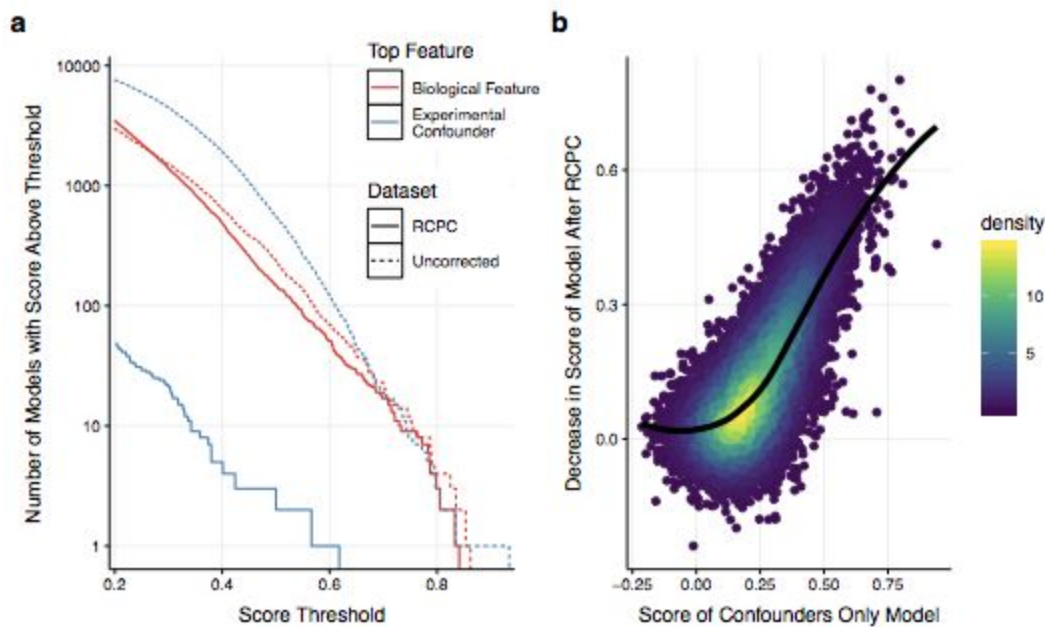 a
Top Feature
Biological Feature
Experimental
Confounder
Dataset
RCPC
Uncorrected
Number of Models with Score Above Threshold
10000
1000
100
10
1
0.2
0.4
0.6
0.8
Score Threshold
b
Decrease in Score of Model After RCPC
0.6
0.3
0.0
-0.25
0.00
0.25
0.50
0.75
Score of Confounders Only Model
density
10
5